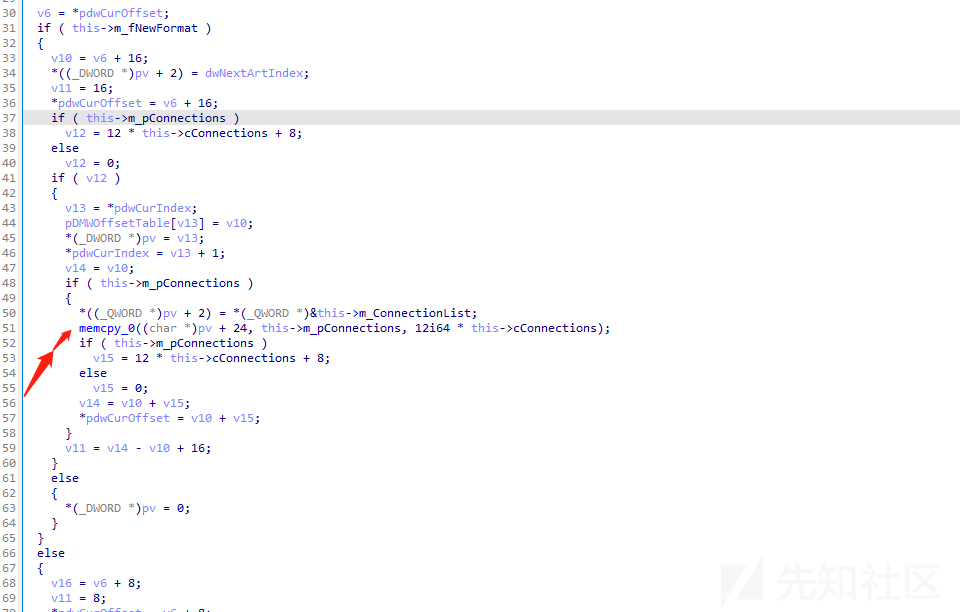 30 v6 = *pdwCurOffset;
31 if ( this->m_fNewFormat )
32 {
33 v10 = v6 + 16;
34 *((_DWORD *)pv + 2) = dwNextArtIndex;
35 v11 = 16;
36 *pdwCurOffset = v6 + 16;
37 if ( this->m_pConnections )
38 v12 = 12 * this->cConnections + 8;
39 else
40 v12 = 0;
41 if ( v12 )
42 {
43 v13 = *pdwCurIndex;
44 pDMWOffsetTable[v13] = v10;
45 *(_DWORD *)pv = v13;
46 *pdwCurIndex = v13 + 1;
47 v14 = v10;
48 if ( this->m_pConnections )
49 {
50 *((_QWORD *)pv + 2) = *(_QWORD *)&this->m_ConnectionList;
51 memcpy_0((char *)pv + 24, this->m_pConnections, 12i64 * this->cConnections);
52 if ( this->m_pConnections )
53 v15 = 12 * this->cConnections + 8;
54 else
55 v15 = 0;
56 v14 = v10 + v15;
57 *pdwCurOffset = v10 + v15;
58 }
59 v11 = v14 - v10 + 16;
60 }
61 else
62 {
63 *(_DWORD *)pv = 0;
64 }
65 }
66 else
67 {
68 v16 = v6 + 8;
69 v11 = 8;
先知社区